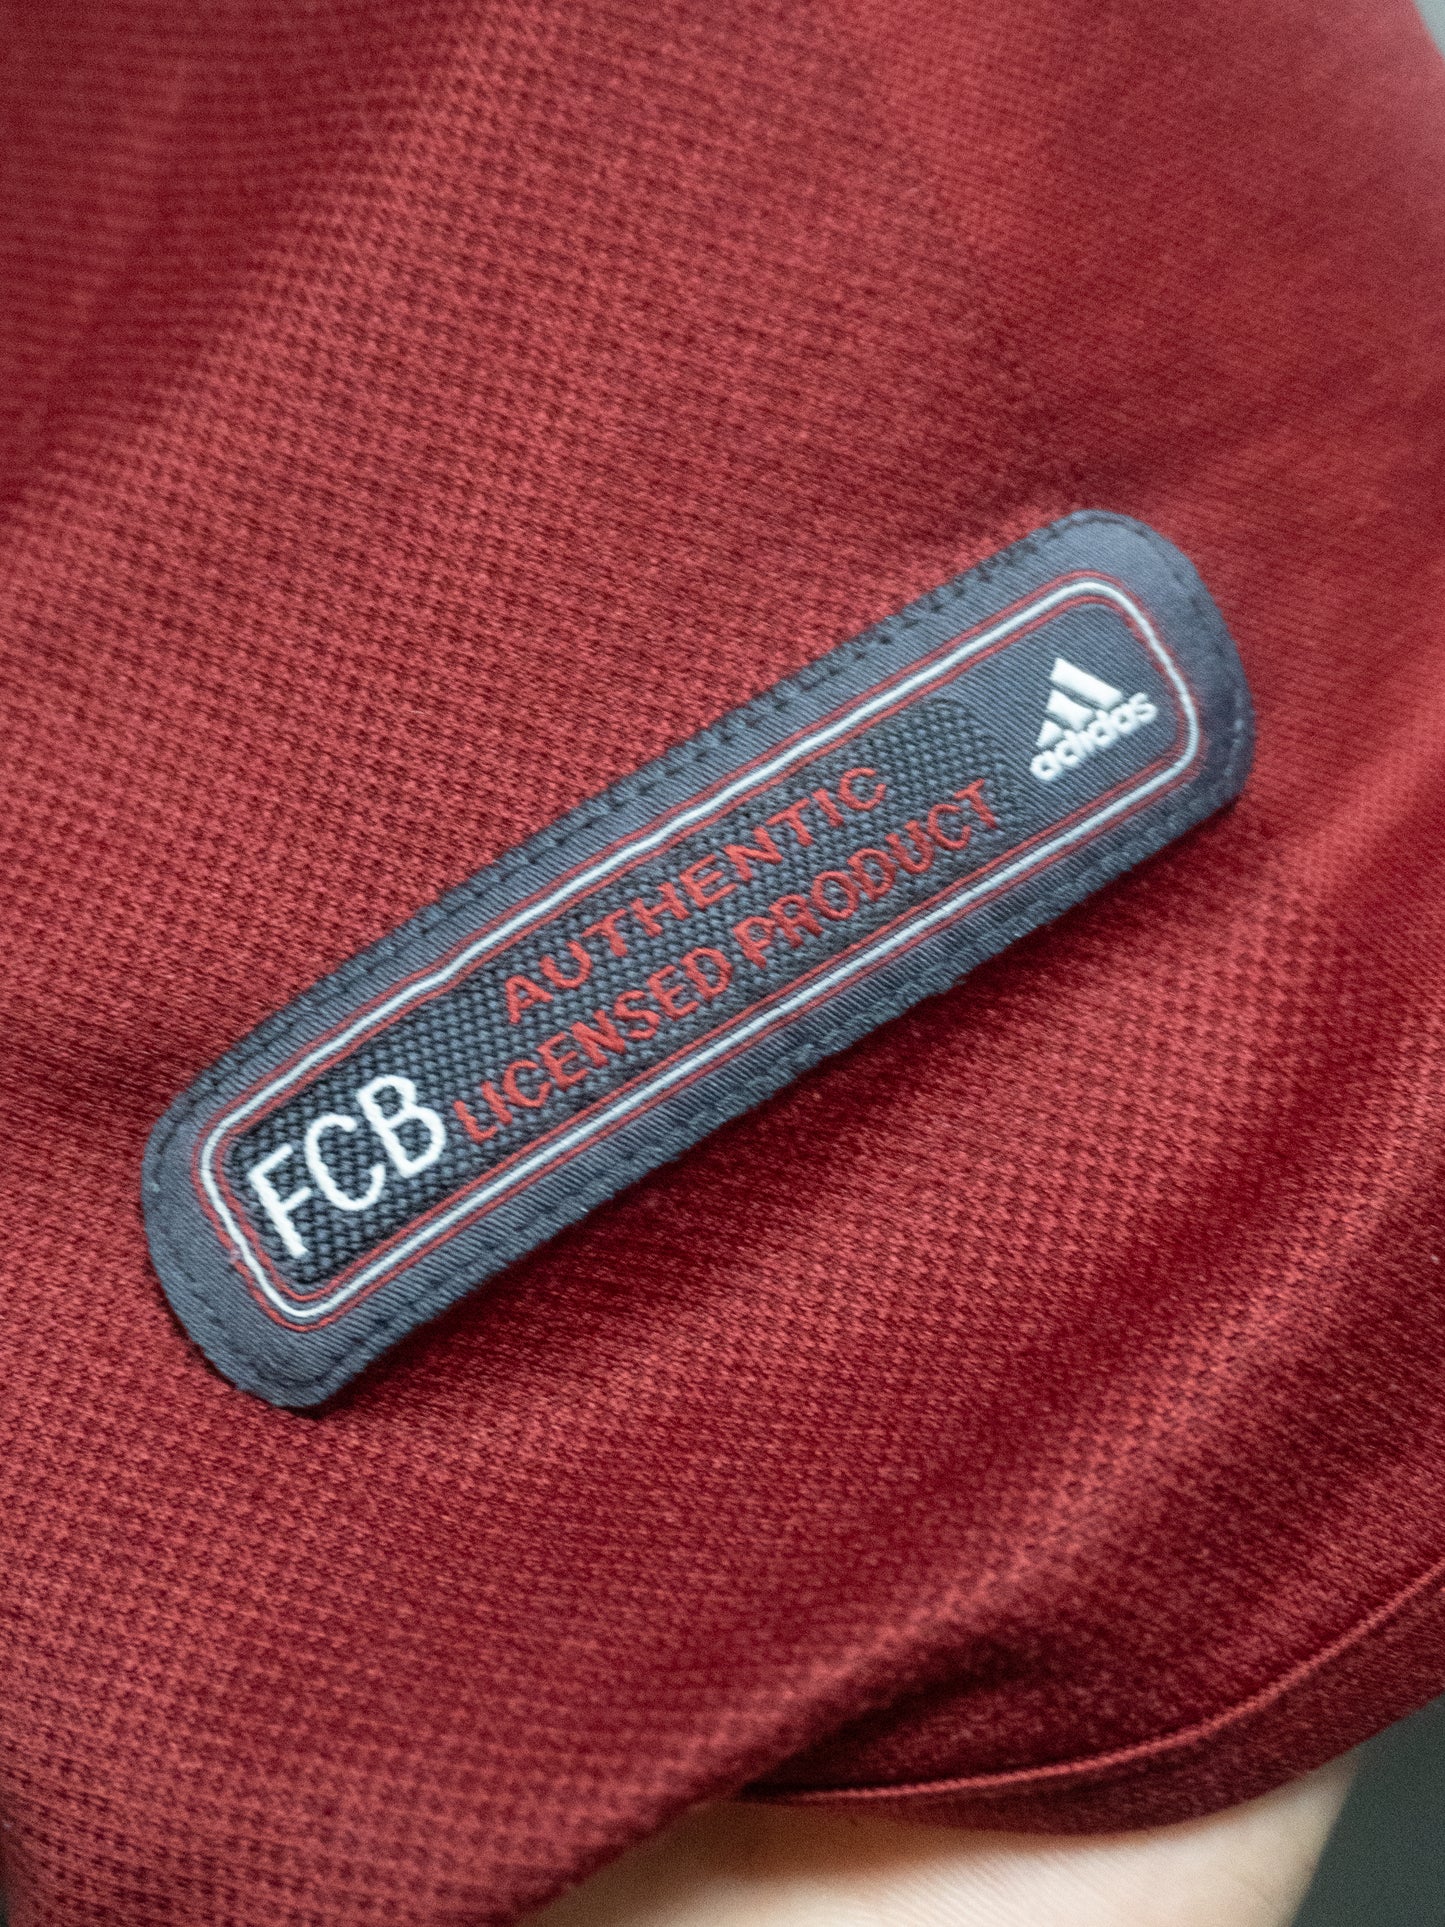 FCB
AUTHENTIC
LICENSED PRODUCT
adidas